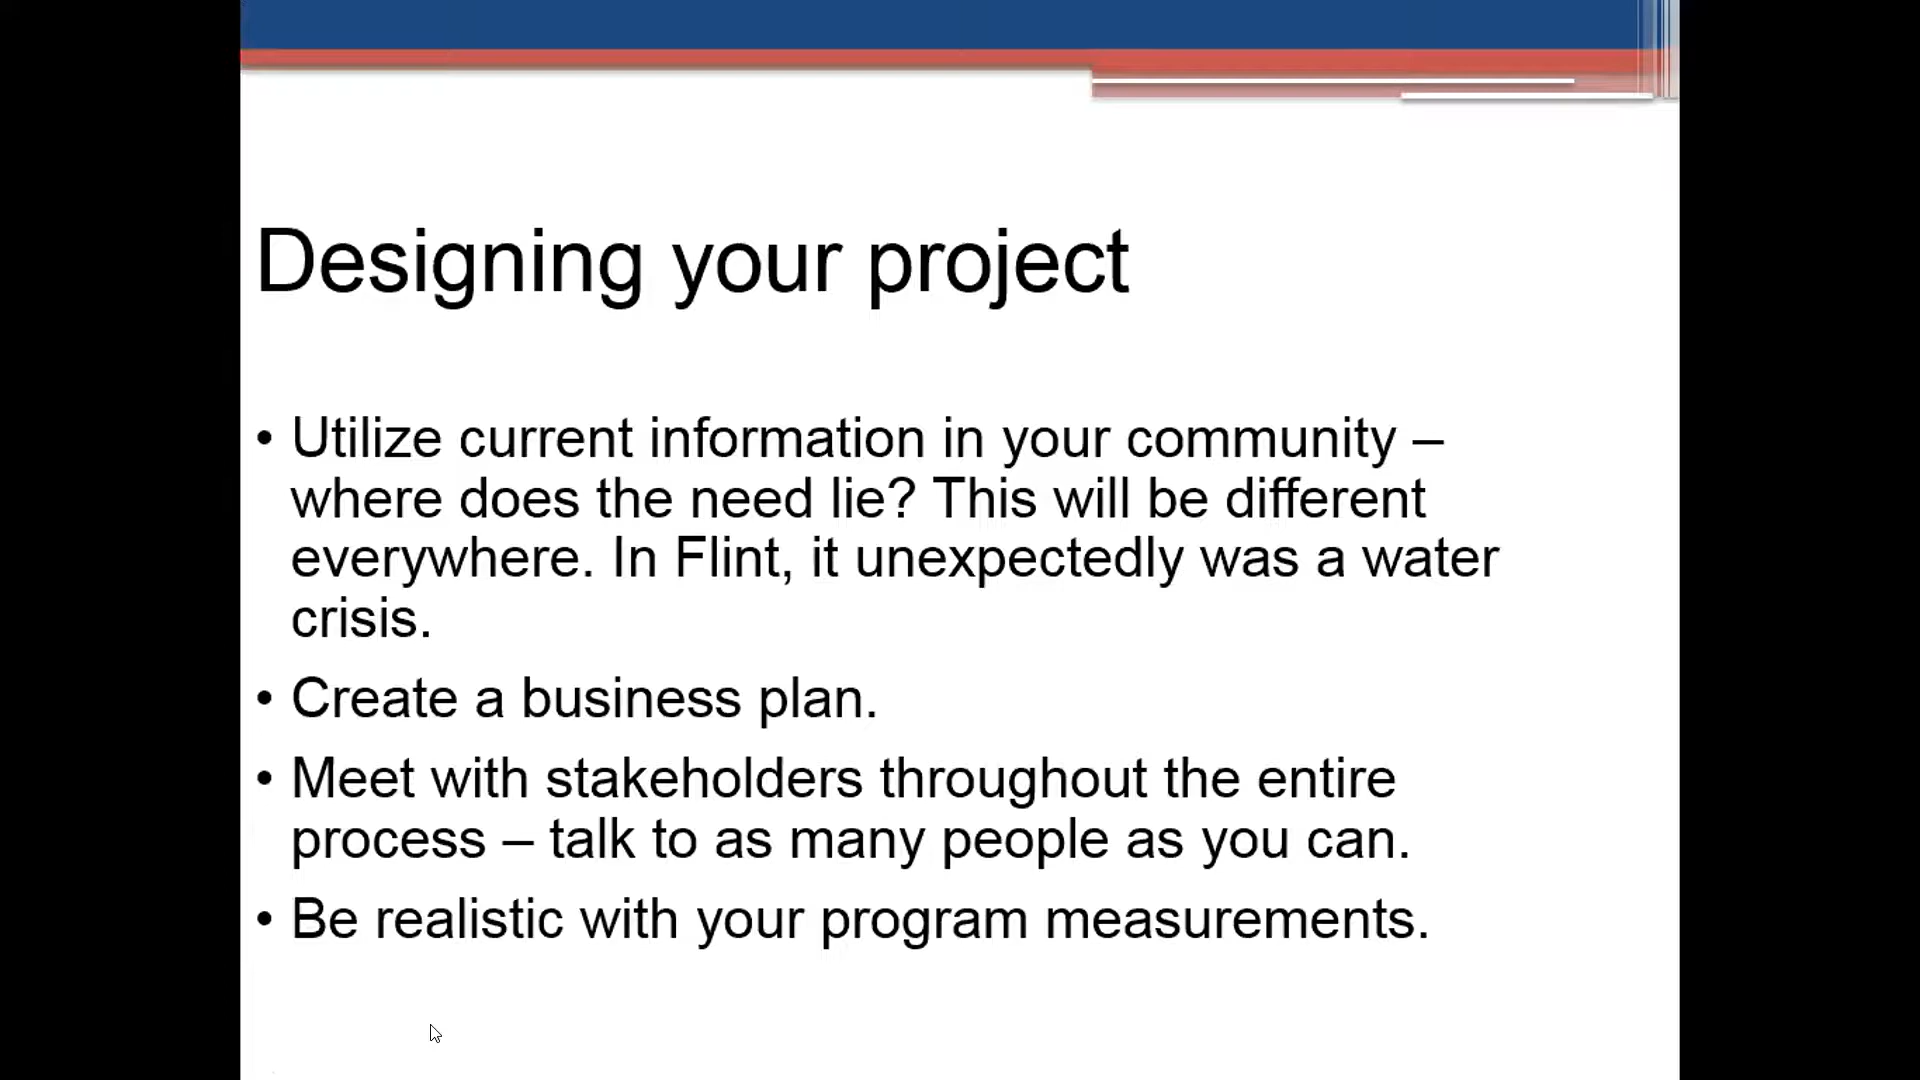 Designing your project
• Utilize current information in your community –
where does the need lie? This will be different
everywhere. In Flint, it unexpectedly was a water
crisis.
• Create a business plan.
• Meet with stakeholders throughout the entire
process – talk to as many people as you can.
• Be realistic with your program measurements.